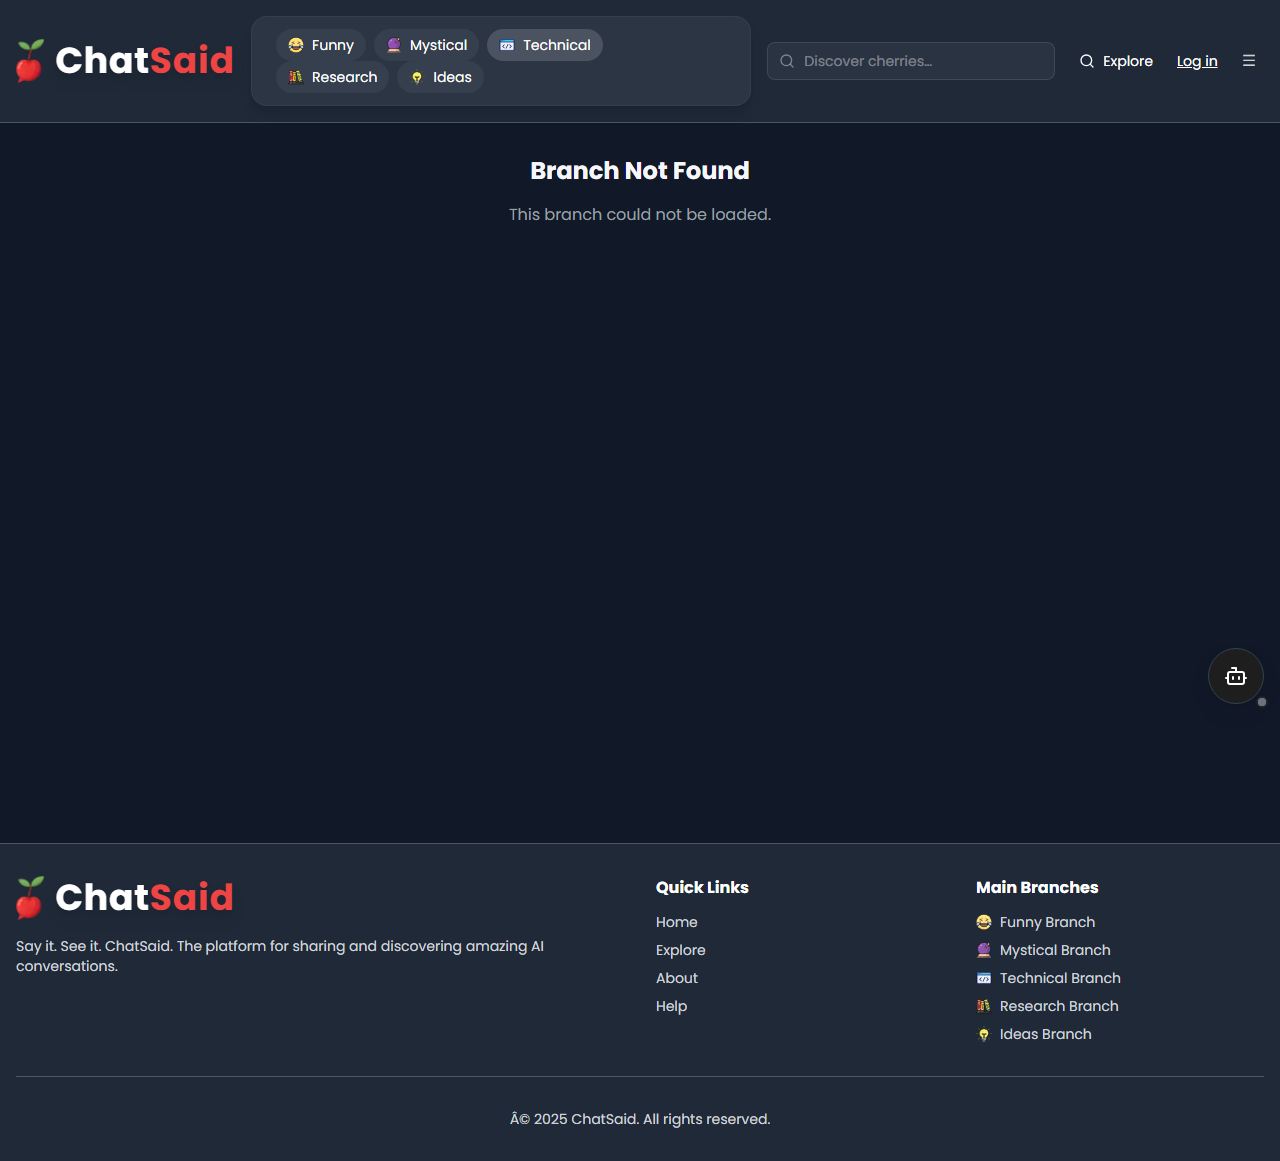 ChatSaid
Funny
Mystical
Technical
Research
Ideas
Discover cherries...
Explore
Log in
Branch Not Found
This branch could not be loaded.
ChatSaid
Say it. See it. ChatSaid. The platform for sharing and discovering amazing AI
conversations.
Quick Links
Home
Explore
About
Help
Main Branches
Funny Branch
Mystical Branch
Technical Branch
Research Branch
Ideas Branch
Â© 2025 ChatSaid. All rights reserved.